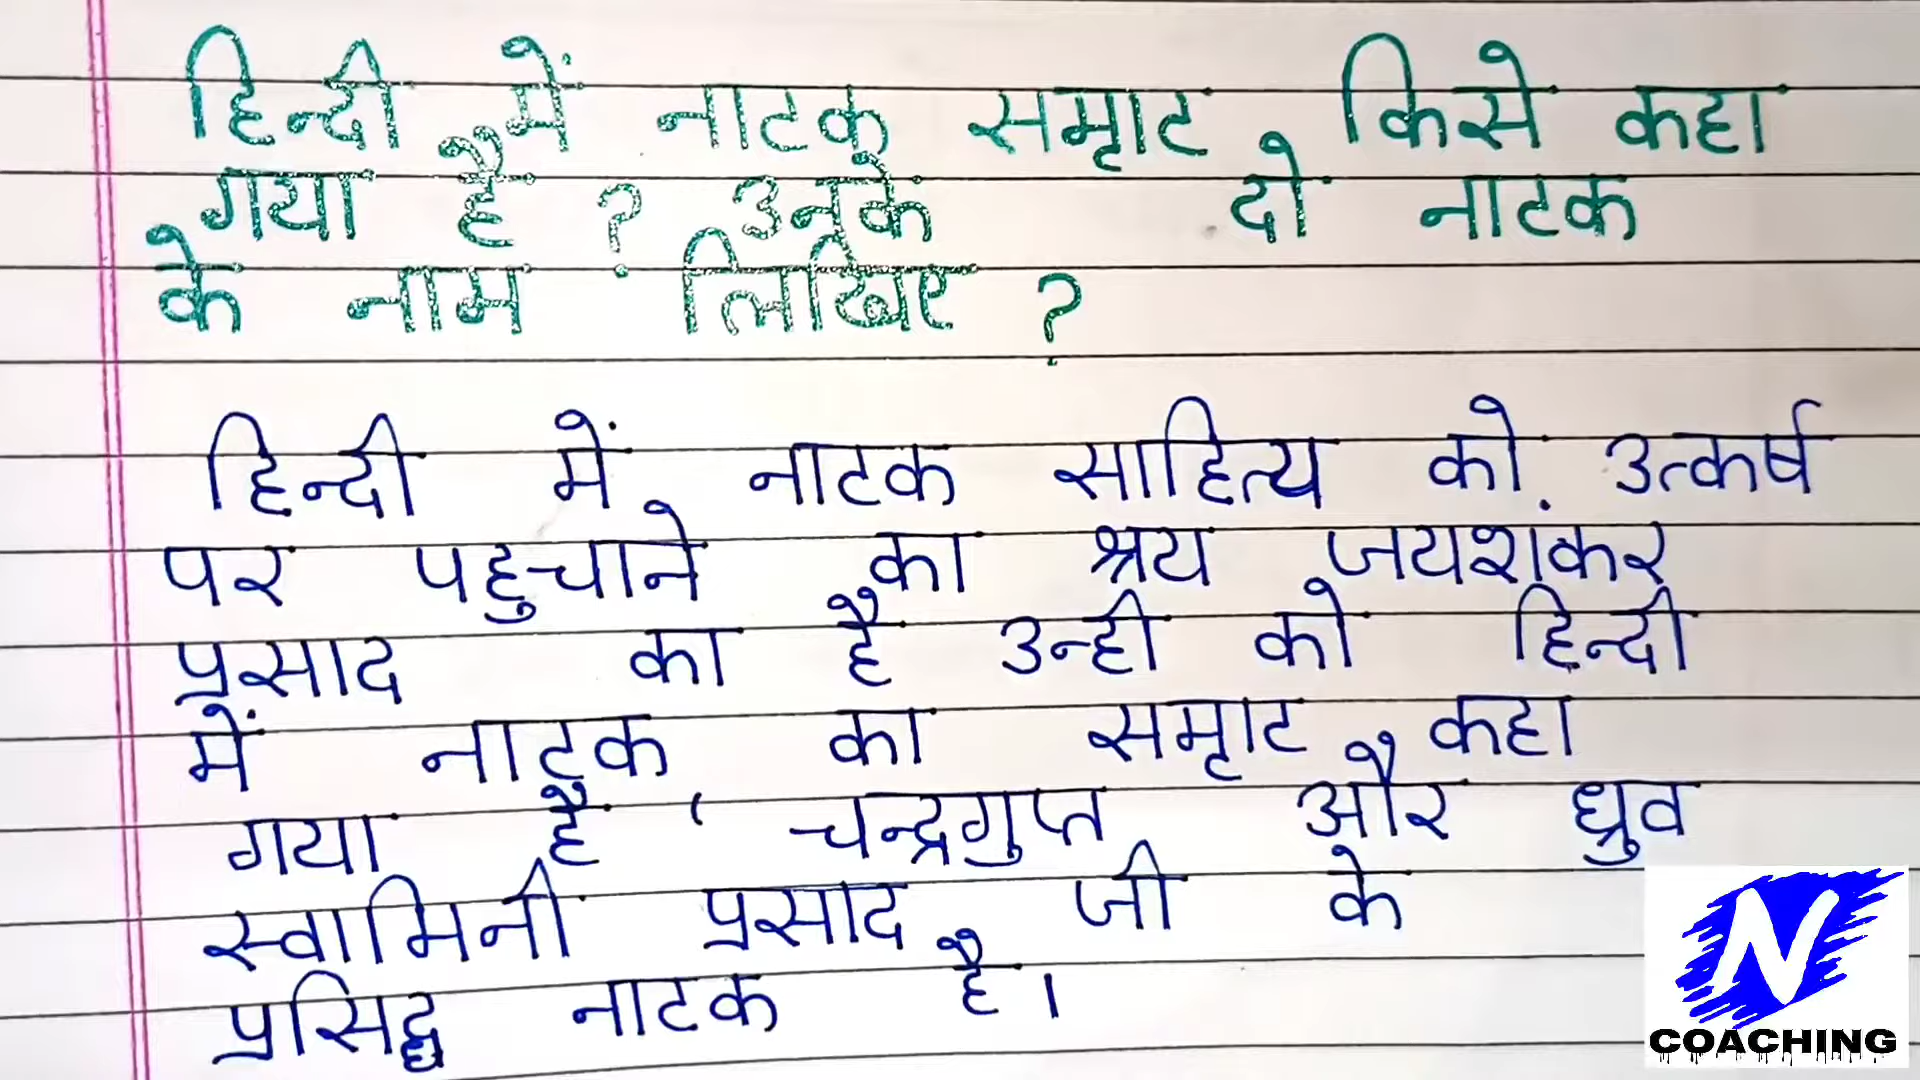 हिन्दी में नाटक सम्राट किसे कहा
गया है ? उनके दो नाटक
के नाम लिखिए ?
हिन्दी में नाटक साहित्य को उत्कर्ष
पर पहुचाने का श्रय जयशंकर
प्रसाद का है उन्ही को हिन्दी
में नाटक का सम्राट कहा
गया है ' चन्द्रगुप्त और ध्रुव
स्वामिनी प्रसाद जी के
प्रसिद्ध नाटक है ।
N
COACHING